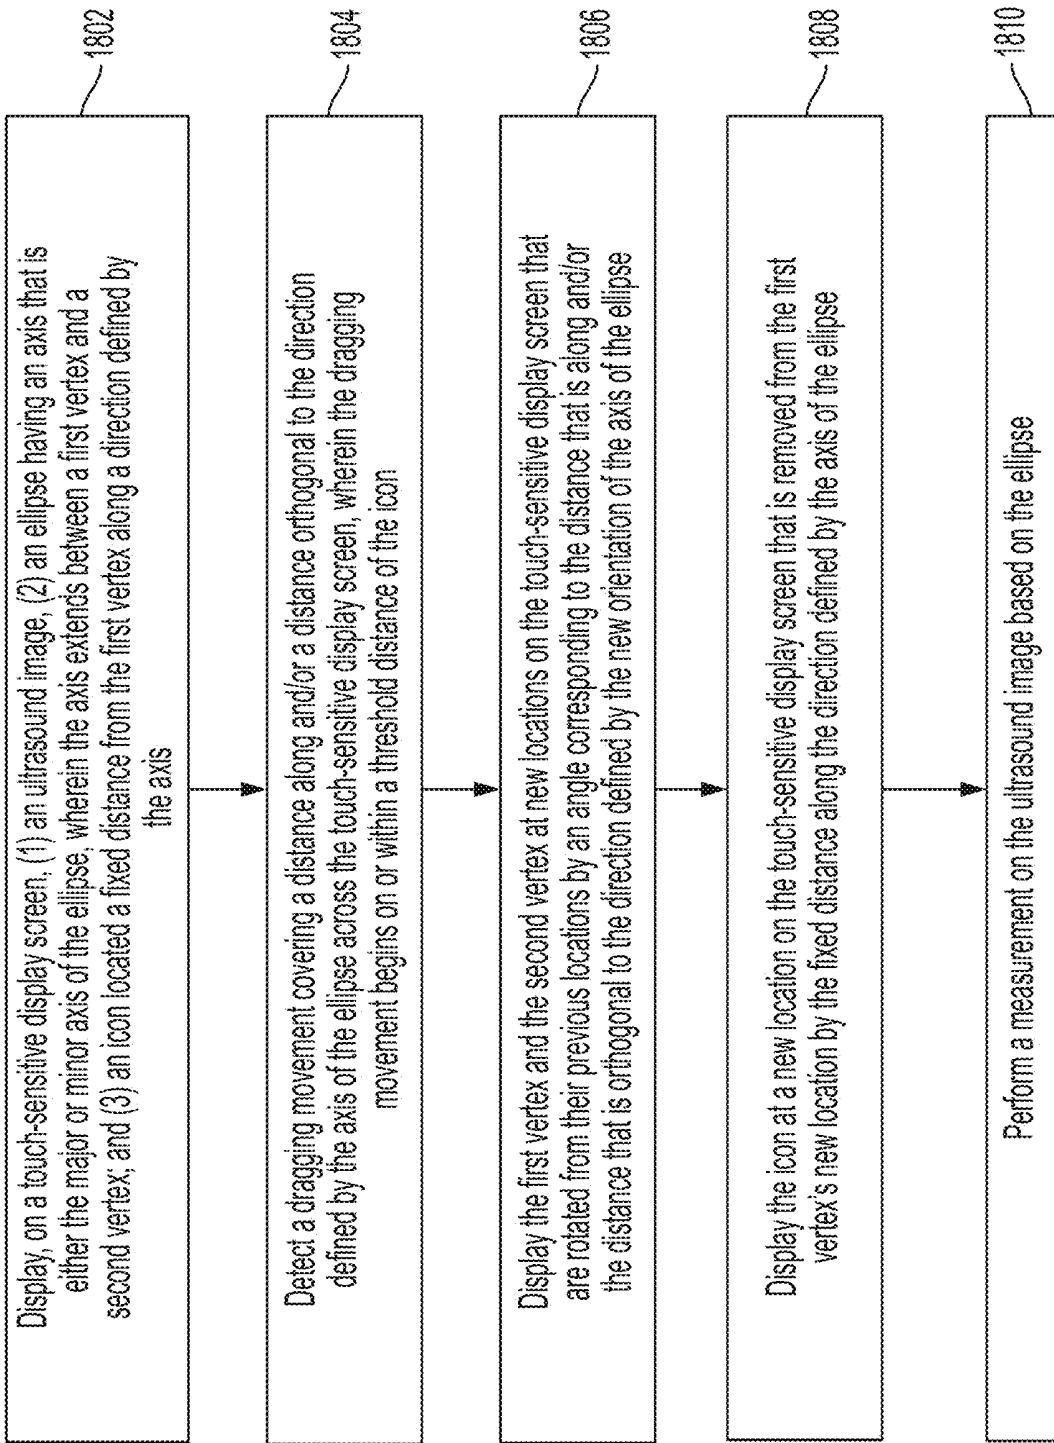 Display, on a touch-sensitive display screen, (1) an ultrasound image, (2) an ellipse having an axis that is
either the major or minor axis of the ellipse, wherein the axis extends between a first vertex and a
second vertex; and (3) an icon located a fixed distance from the first vertex along a direction defined by
the axis
1802
Detect a dragging movement covering a distance along and/or a distance orthogonal to the direction
defined by the axis of the ellipse across the touch-sensitive display screen, wherein the dragging
movement begins on or within a threshold distance of the icon
1804
Display the first vertex and the second vertex at new locations on the touch-sensitive display screen that
are rotated from their previous locations by an angle corresponding to the distance that is along and/or
the distance that is orthogonal to the direction defined by the new orientation of the axis of the ellipse
1806
Display the icon at a new location on the touch-sensitive display screen that is removed from the first
vertex's new location by the fixed distance along the direction defined by the axis of the ellipse
1808
Perform a measurement on the ultrasound image based on the ellipse
1810